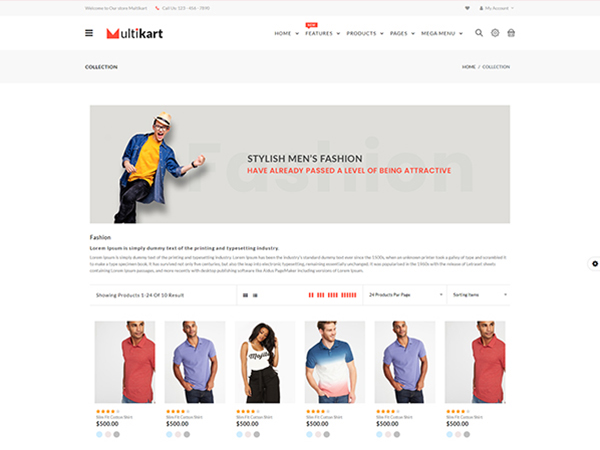 Welcome to Our store Multikart Call Us: 123 - 456 - 7890 My Account
Multikart
HOME NEW FEATURES PRODUCTS PAGES MEGA MENU
COLLECTION HOME / COLLECTION
Fashion
STYLISH MEN'S FASHION
HAVE ALREADY PASSED A LEVEL OF BEING ATTRACTIVE
Fashion
Lorem Ipsum is simply dummy text of the printing and typesetting industry.
Lorem Ipsum is simply dummy text of the printing and typesetting industry. Lorem Ipsum has been the industry's standard dummy text ever since the 1500s, when an unknown printer took a galley of type and scrambled it
to make a type specimen book. It has survived not only five centuries, but also the leap into electronic typesetting, remaining essentially unchanged. It was popularised in the 1960s with the release of Letraset sheets
containing Lorem Ipsum passages, and more recently with desktop publishing software like Aldus PageMaker including versions of Lorem Ipsum.
Showing Products 1-24 Of 10 Result 24 Products Per Page Sorting Items
Slim Fit Cotton Shirt Slim Fit Cotton Shirt Slim Fit Cotton Shirt Slim Fit Cotton Shirt Slim Fit Cotton Shirt Slim Fit Cotton Shirt
$500.00 $500.00 $500.00 $500.00 $500.00 $500.00